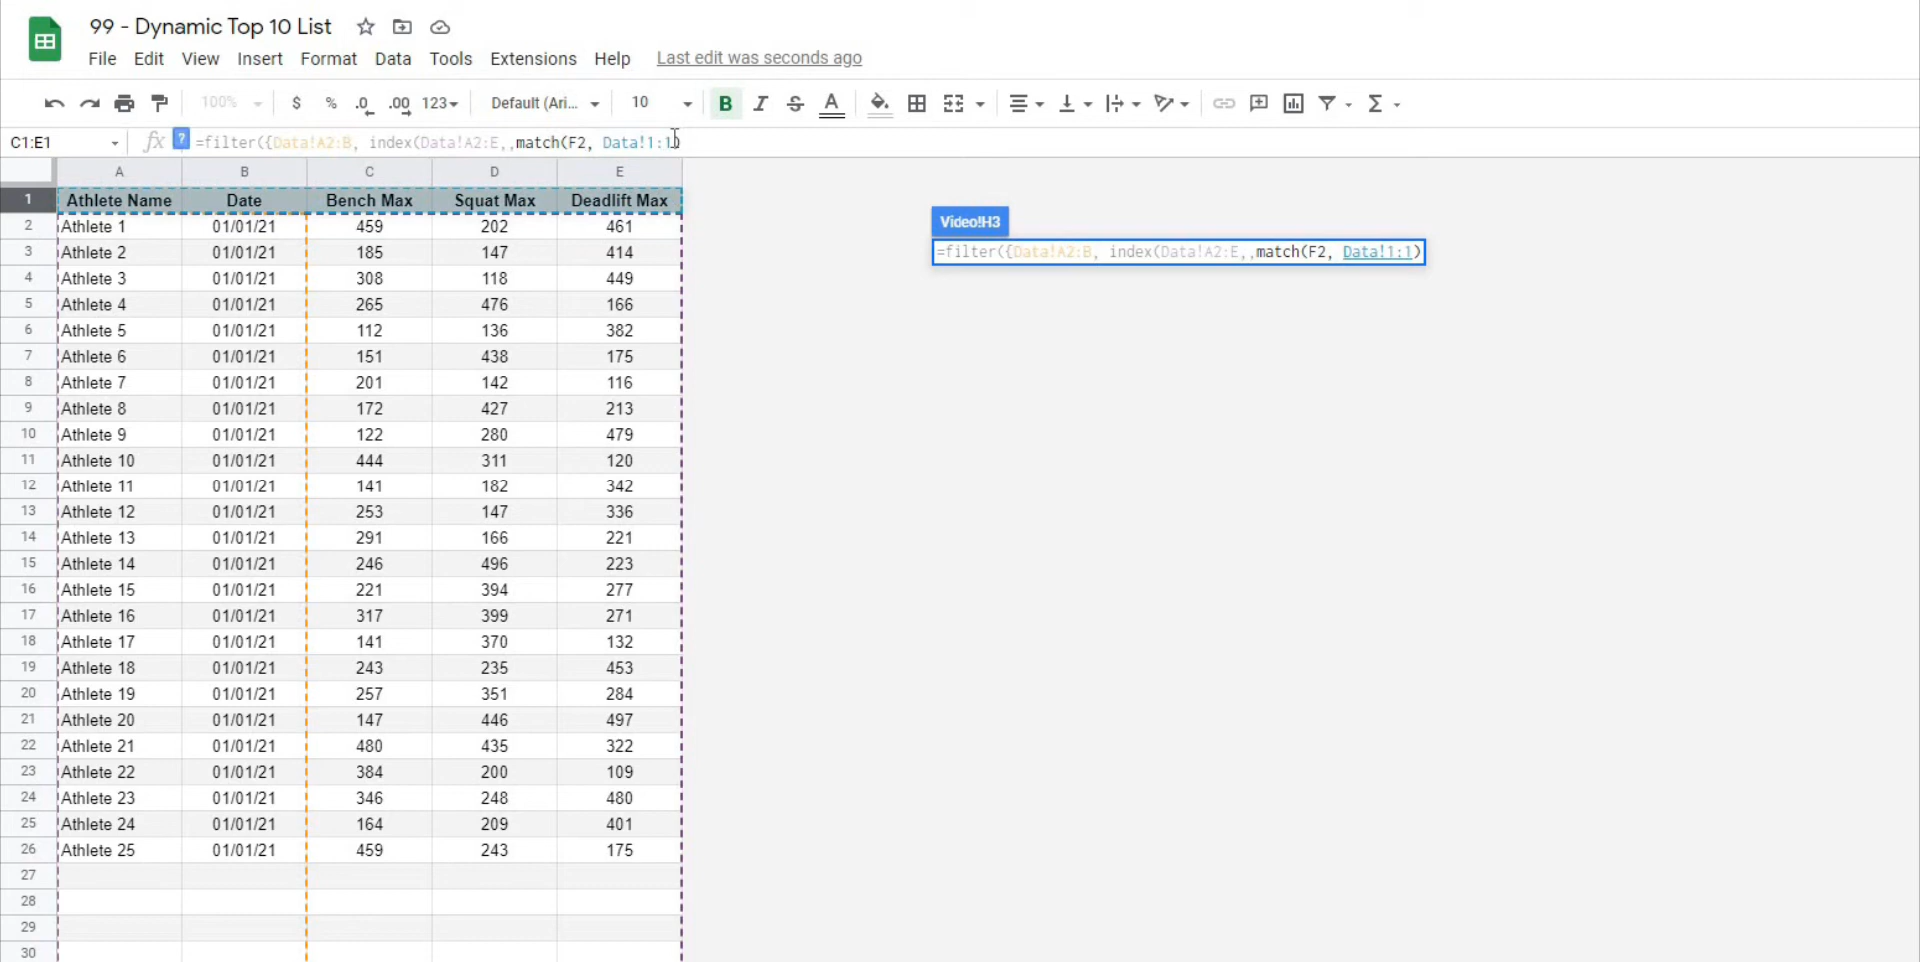 99 - Dynamic Top 10 List
File Edit View Insert Format Data Tools Extensions Help Last edit was seconds ago
100% $ % .0 .00 123 Default (Ari... 10 B I S A Σ
C1:E1 fx ? =filter({Data!A2:B, index(Data!A2:E,,match(F2, Data!1:1)
A B C D E
1 Athlete Name Date Bench Max Squat Max Deadlift Max
Video!H3
2 Athlete 1 01/01/21 459 202 461
3 Athlete 2 01/01/21 185 147 414
=filter({Data!A2:B, index(Data!A2:E,,match(F2, Data!1:1)
4 Athlete 3 01/01/21 308 118 449
5 Athlete 4 01/01/21 265 476 166
6 Athlete 5 01/01/21 112 136 382
7 Athlete 6 01/01/21 151 438 175
8 Athlete 7 01/01/21 201 142 116
9 Athlete 8 01/01/21 172 427 213
10 Athlete 9 01/01/21 122 280 479
11 Athlete 10 01/01/21 444 311 120
12 Athlete 11 01/01/21 141 182 342
13 Athlete 12 01/01/21 253 147 336
14 Athlete 13 01/01/21 291 166 221
15 Athlete 14 01/01/21 246 496 223
16 Athlete 15 01/01/21 221 394 277
17 Athlete 16 01/01/21 317 399 271
18 Athlete 17 01/01/21 141 370 132
19 Athlete 18 01/01/21 243 235 453
20 Athlete 19 01/01/21 257 351 284
21 Athlete 20 01/01/21 147 446 497
22 Athlete 21 01/01/21 480 435 322
23 Athlete 22 01/01/21 384 200 109
24 Athlete 23 01/01/21 346 248 480
25 Athlete 24 01/01/21 164 209 401
26 Athlete 25 01/01/21 459 243 175
27
28
29
30